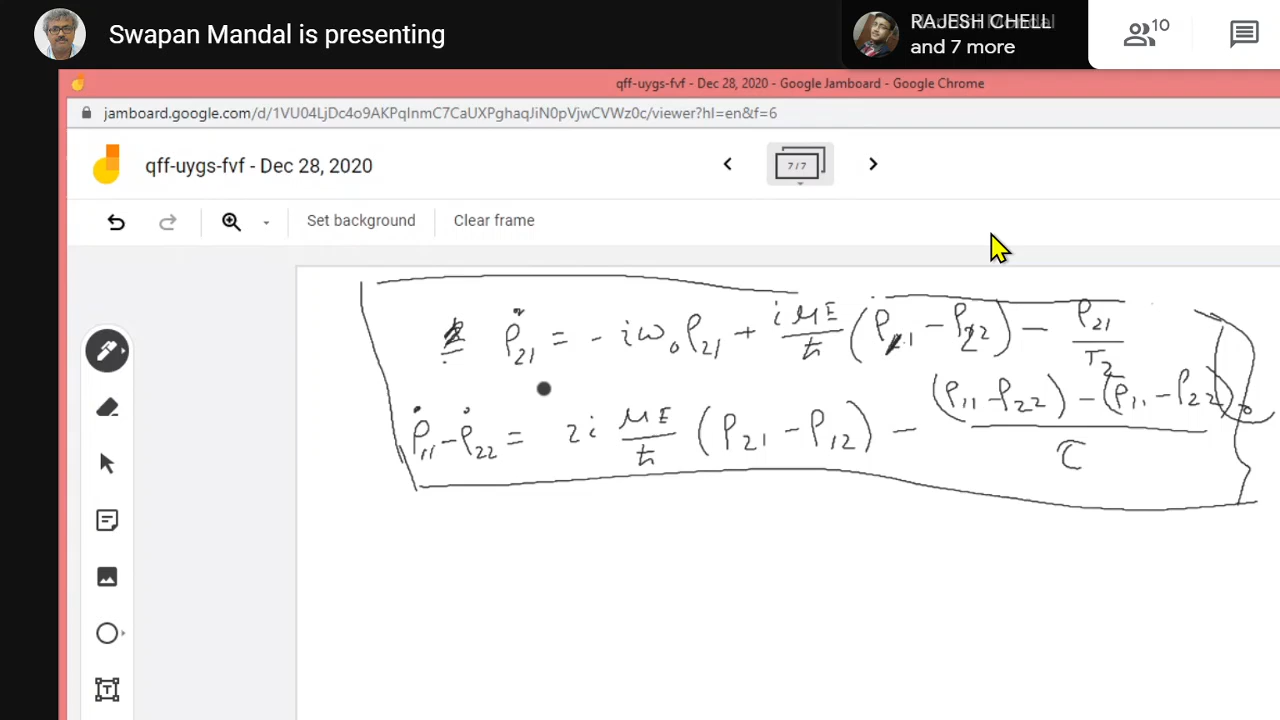 Swapan Mandal is presenting
RAJESH CHELL
and 7 more
10
qff-uygs-fvf - Dec 28, 2020 - Google Jamboard - Google Chrome
jamboard.google.com/d/1VU04LjDc4o9AKPqInmC7CaUXPghaqJiN0pVjwCVWz0c/viewer?hl=en&f=6
qff-uygs-fvf - Dec 28, 2020
7 / 7
Set background
Clear frame
ρ̇₂₁ = - iω₀ρ₂₁ + iμE/ħ (ρ₁₁ - ρ₂₂) - ρ₂₁/T₂
ρ̇₁₁ - ρ̇₂₂ = 2i μE/ħ (ρ₂₁ - ρ₁₂) - ((ρ₁₁ - ρ₂₂) - (ρ₁₁ - ρ₂₂)₀)/τ